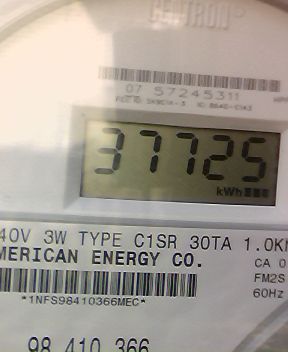 CENTRON®
07 57245311
37725
kWh
40V 3W TYPE C1SR 30TA 1.0K
MERICAN ENERGY CO.
CA 0
FM2S
*1NFS98410366MEC*
60Hz
98 410 366